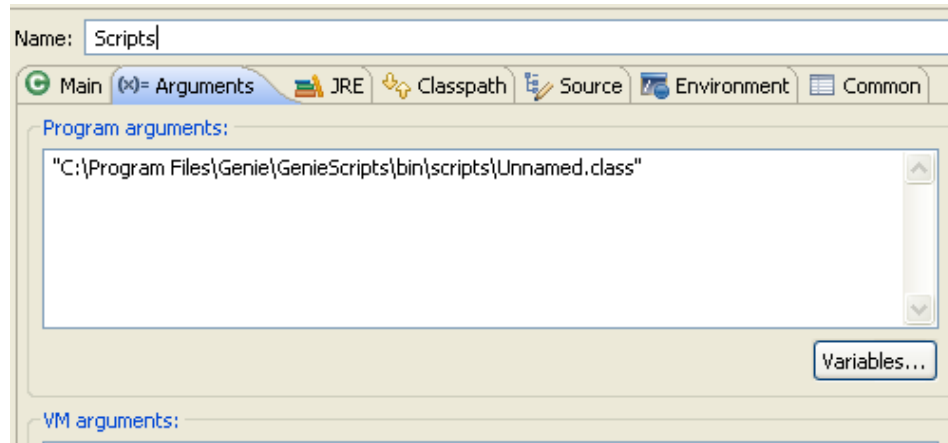 Name: Scripts
Main (x)= Arguments JRE Classpath Source Environment Common
Program arguments:
"C:\Program Files\Genie\GenieScripts\bin\scripts\Unnamed.class"
Variables...
VM arguments: